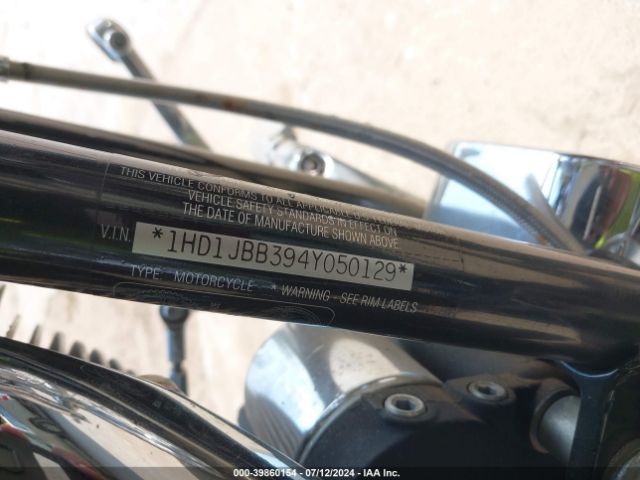 THIS VEHICLE CONFORMS TO ALL APPLICABLE
VEHICLE SAFETY STANDARDS IN EFFECT ON
THE DATE OF MANUFACTURE SHOWN ABOVE
V.I.N. *1HD1JBB394Y050129*
TYPE: MOTORCYCLE * WARNING - SEE RIM LABELS
000-39860154 / 07/12/2024 / IAA Inc.